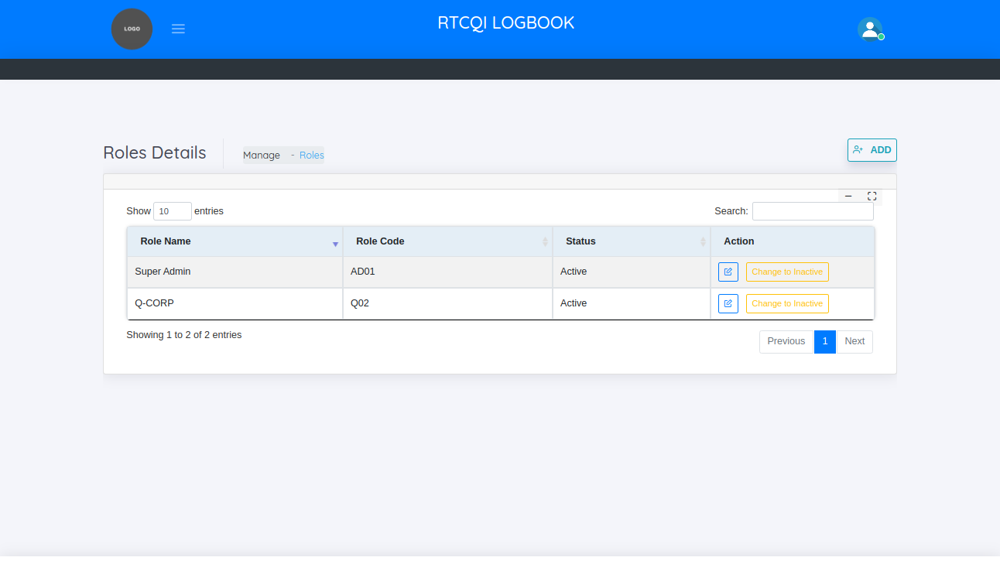 LOGO
RTCQI LOGBOOK
Roles Details
Manage - Roles
ADD
Show 10 entries
Search:
Role Name Role Code Status Action
Super Admin AD01 Active Change to Inactive
Q-CORP Q02 Active Change to Inactive
Showing 1 to 2 of 2 entries
Previous 1 Next